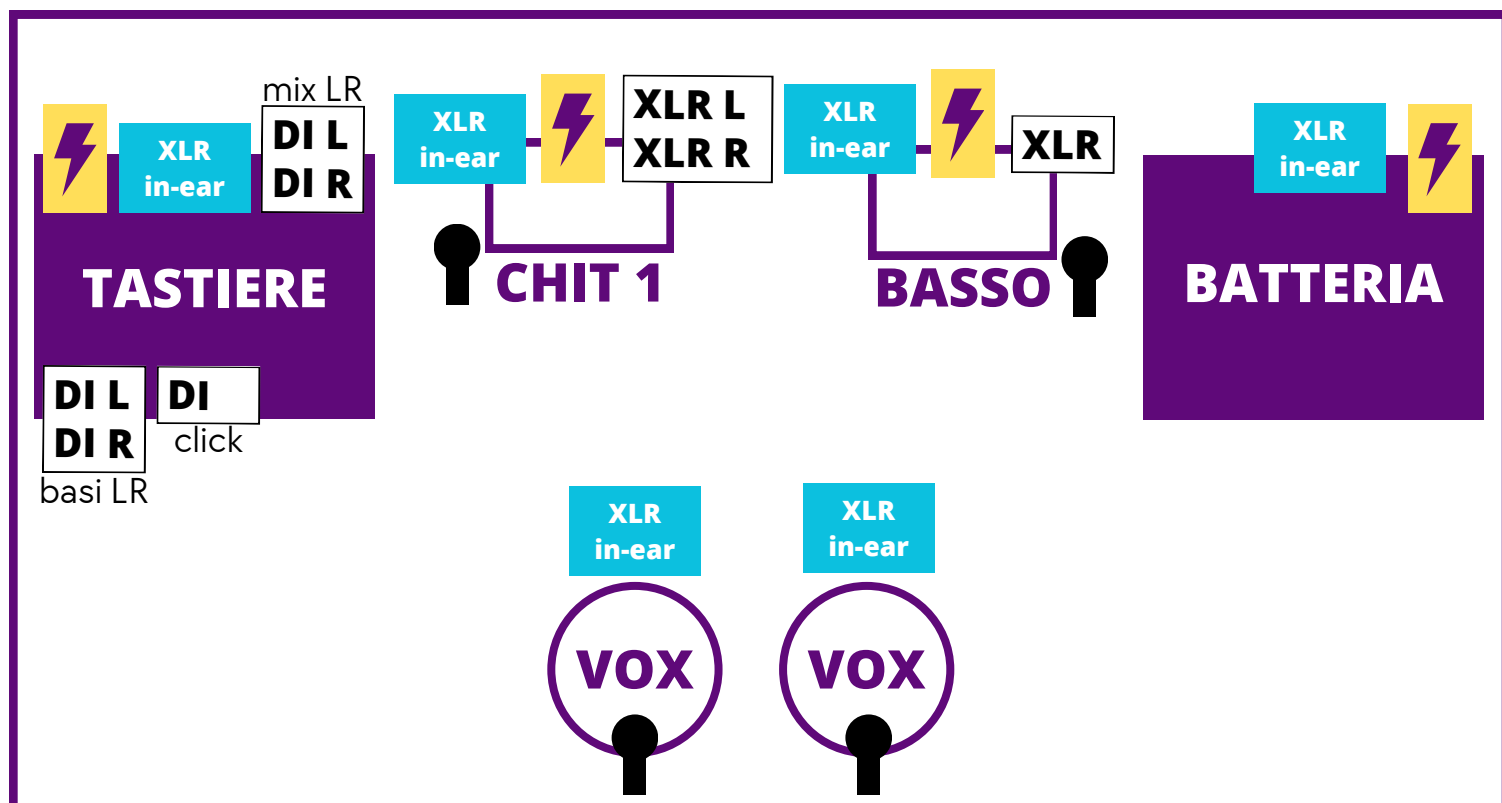 mix LR
DI L
DI R
XLR
in-ear
TASTIERE
DI L
DI R
basi LR
DI
click
XLR
in-ear
XLR L
XLR R
CHIT 1
XLR
in-ear
XLR
BASSO
XLR
in-ear
BATTERIA
XLR
in-ear
VOX
XLR
in-ear
VOX